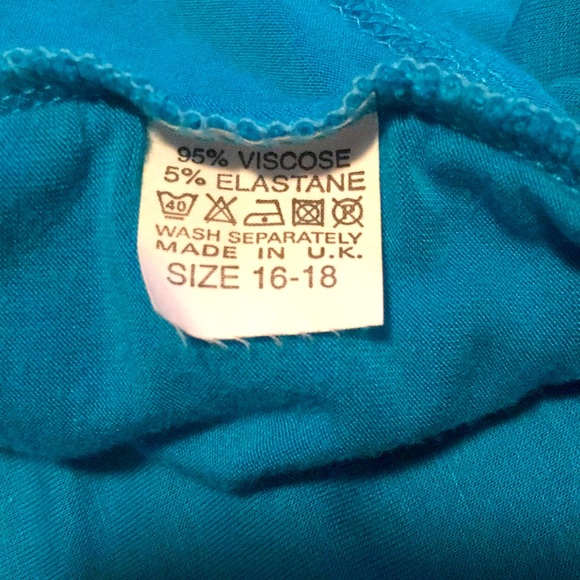 95% VISCOSE
5% ELASTANE
40
WASH SEPARATELY
MADE IN U.K.
SIZE 16-18